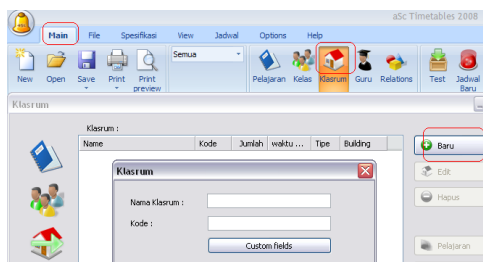 aSc Timetables 2008
Main File Spesifikasi View Jadwal Options Help
Semua
New Open Save Print Print preview Pelajaran Kelas Klasrum Guru Relations Test Jadwal Baru
Klasrum
Klasrum :
Name Kode Jumlah waktu ... Tipe Building
Baru
Klasrum
Edit
Nama Klasrum :
Hapus
Kode :
Custom fields
Pelajaran